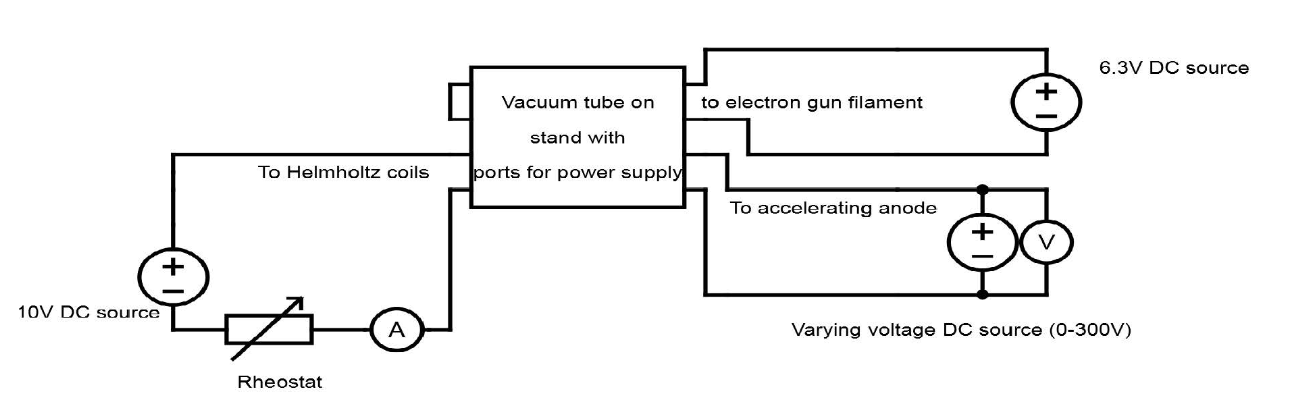 6.3V DC source
Vacuum tube on
stand with
ports for power supply
to electron gun filament
+
−
To Helmholtz coils
To accelerating anode
+
−
V
+
−
10V DC source
A
Varying voltage DC source (0-300V)
Rheostat